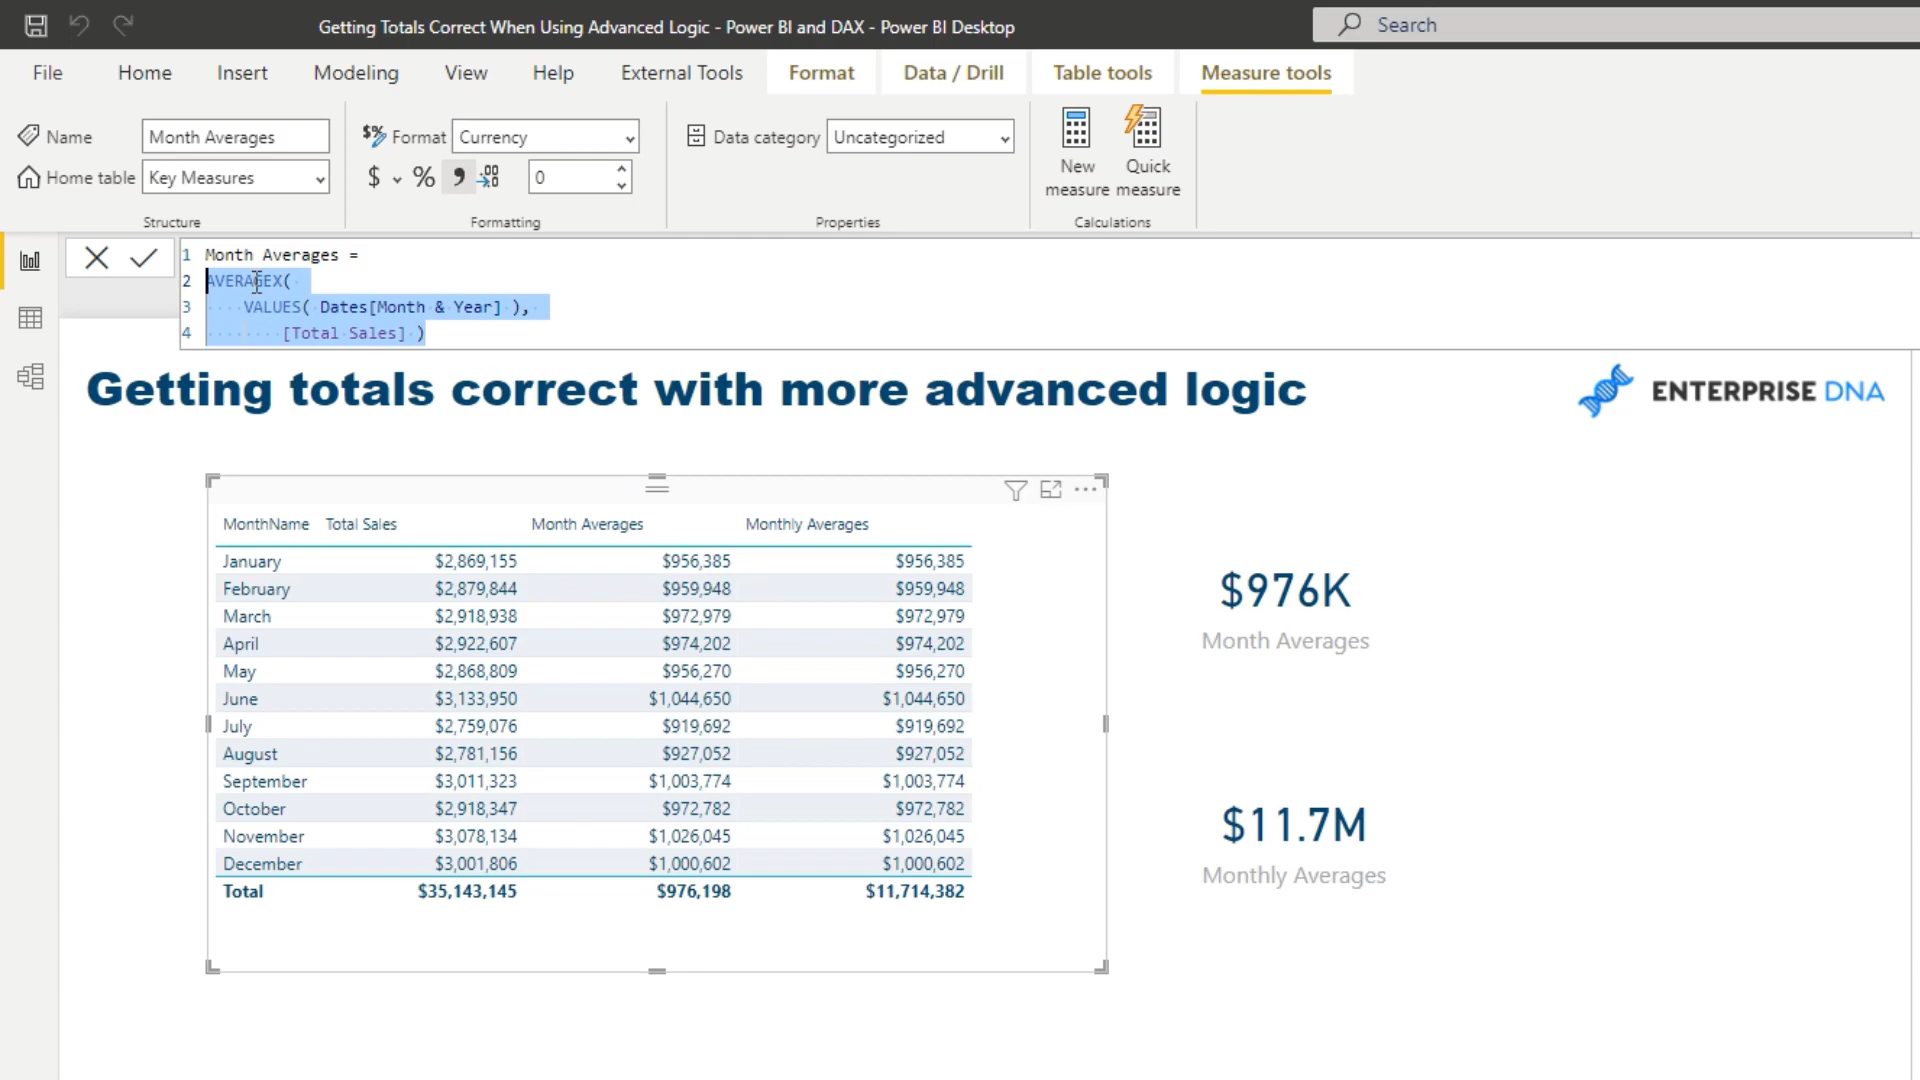 Getting Totals Correct When Using Advanced Logic - Power BI and DAX - Power BI Desktop
Search
File Home Insert Modeling View Help External Tools Format Data / Drill Table tools Measure tools
Name Month Averages
$% Format Currency
Data category Uncategorized
New measure
Quick measure
Home table Key Measures
$ % , .00 0
Structure Formatting Properties Calculations
1 Month Averages =
2 AVERAGEX(
3 VALUES( Dates[Month & Year] ),
4 [Total Sales] )
Getting totals correct with more advanced logic
ENTERPRISE DNA
MonthName Total Sales Month Averages Monthly Averages
January $2,869,155 $956,385 $956,385
February $2,879,844 $959,948 $959,948
March $2,918,938 $972,979 $972,979
April $2,922,607 $974,202 $974,202
May $2,868,809 $956,270 $956,270
June $3,133,950 $1,044,650 $1,044,650
July $2,759,076 $919,692 $919,692
August $2,781,156 $927,052 $927,052
September $3,011,323 $1,003,774 $1,003,774
October $2,918,347 $972,782 $972,782
November $3,078,134 $1,026,045 $1,026,045
December $3,001,806 $1,000,602 $1,000,602
Total $35,143,145 $976,198 $11,714,382
$976K
Month Averages
$11.7M
Monthly Averages